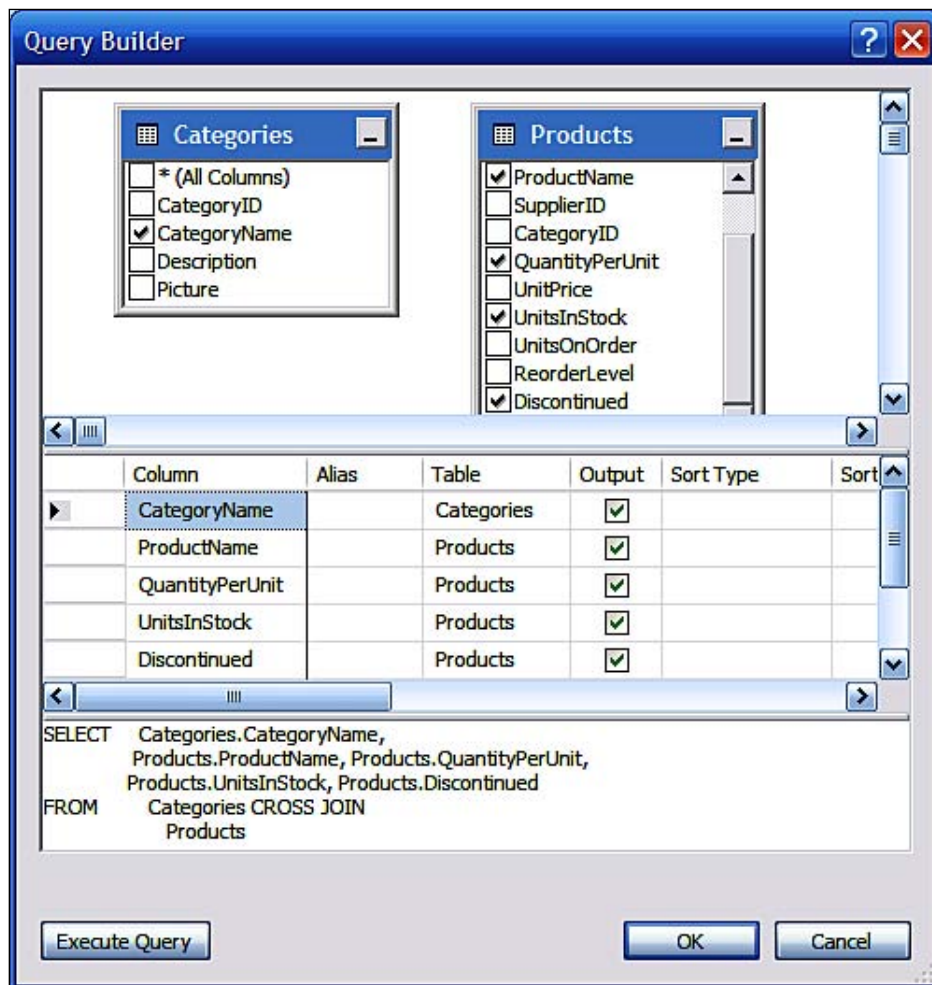 Query Builder
Categories
* (All Columns)
CategoryID
CategoryName
Description
Picture
Products
ProductName
SupplierID
CategoryID
QuantityPerUnit
UnitPrice
UnitsInStock
UnitsOnOrder
ReorderLevel
Discontinued
Column Alias Table Output Sort Type Sort
CategoryName Categories
ProductName Products
QuantityPerUnit Products
UnitsInStock Products
Discontinued Products
SELECT Categories.CategoryName,
Products.ProductName, Products.QuantityPerUnit,
Products.UnitsInStock, Products.Discontinued
FROM Categories CROSS JOIN
Products
Execute Query OK Cancel